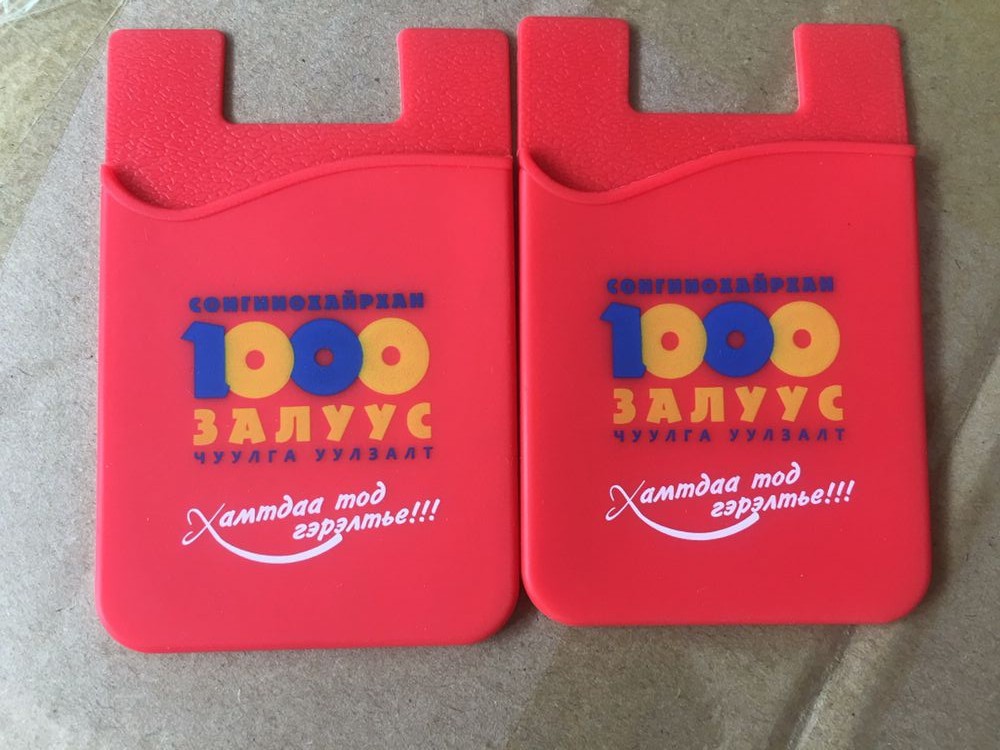 СОНГИНОХАЙРХАН
1000
ЗАЛУУС
ЧУУЛГА УУЛЗАЛТ
Хамтдаа тод
гэрэлтье!!!
СОНГИНОХАЙРХАН
1000
ЗАЛУУС
ЧУУЛГА УУЛЗАЛТ
Хамтдаа тод
гэрэлтье!!!